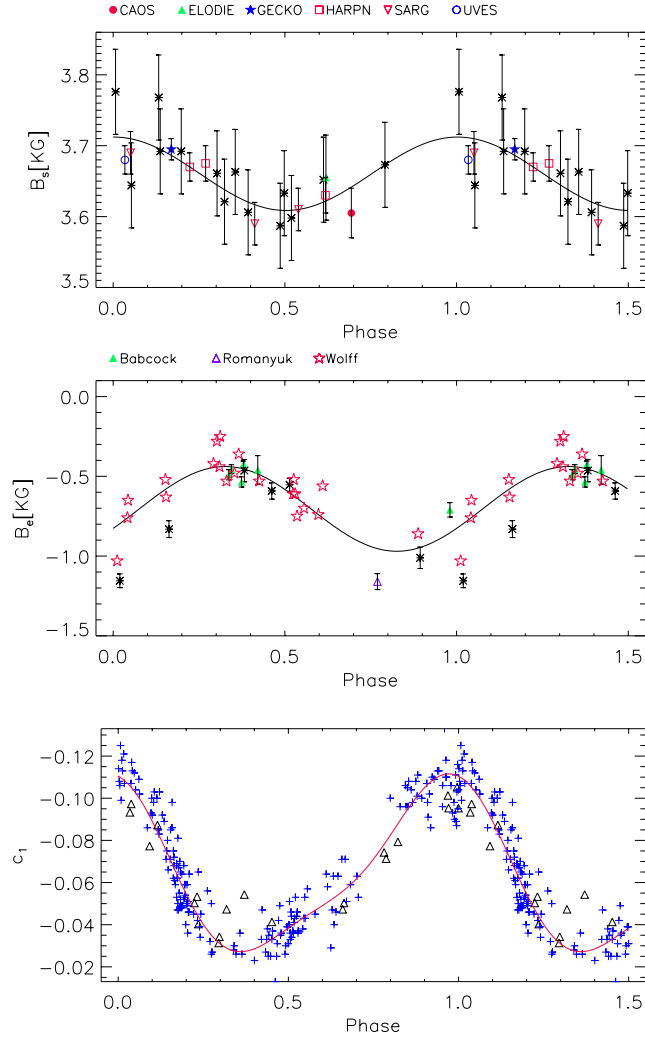 CAOS ELODIE GECKO HARPN SARG UVES
3.8
3.7
3.6
3.5
Bs[KG]
0.0 0.5 1.0 1.5
Phase
Babcock Romanyuk Wolff
0.0
−0.5
−1.0
−1.5
Be[KG]
0.0 0.5 1.0 1.5
Phase
−0.12
−0.10
−0.08
−0.06
−0.04
−0.02
c1
0.0 0.5 1.0 1.5
Phase